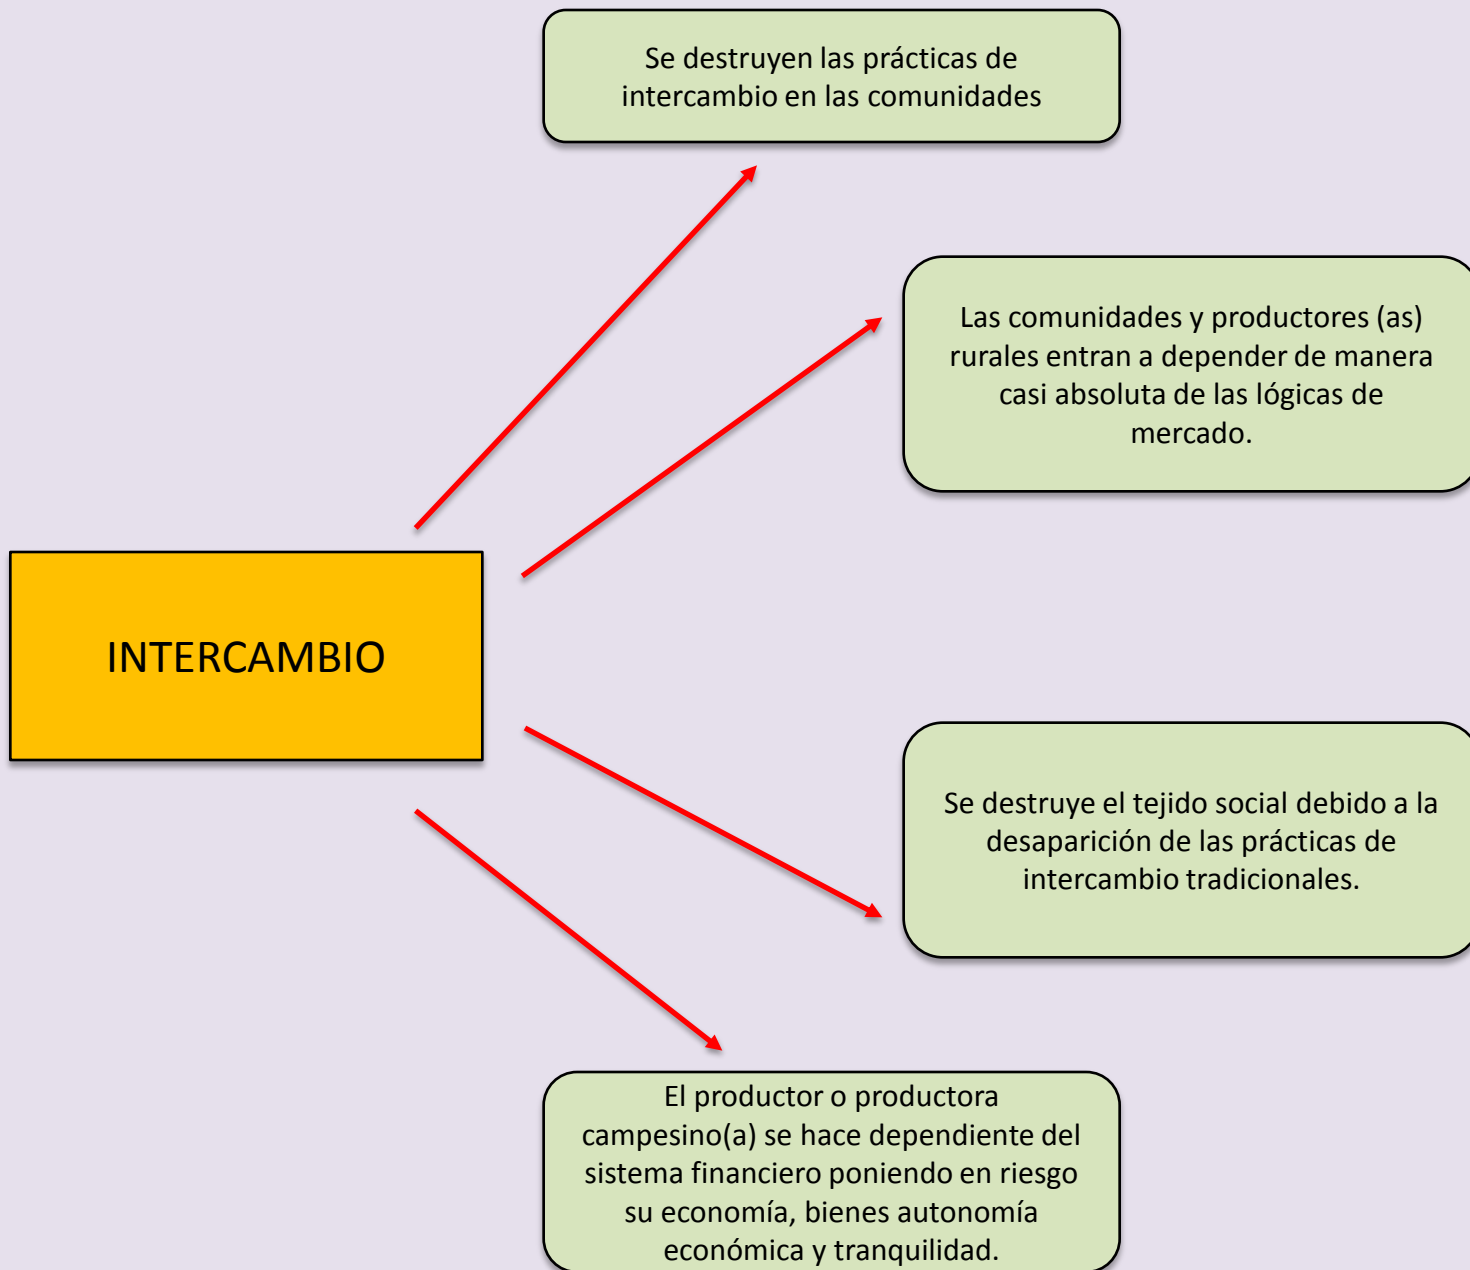 Se destruyen las prácticas de
intercambio en las comunidades
Las comunidades y productores (as)
rurales entran a depender de manera
casi absoluta de las lógicas de
mercado.
INTERCAMBIO
Se destruye el tejido social debido a la
desaparición de las prácticas de
intercambio tradicionales.
El productor o productora
campesino(a) se hace dependiente del
sistema financiero poniendo en riesgo
su economía, bienes autonomía
económica y tranquilidad.